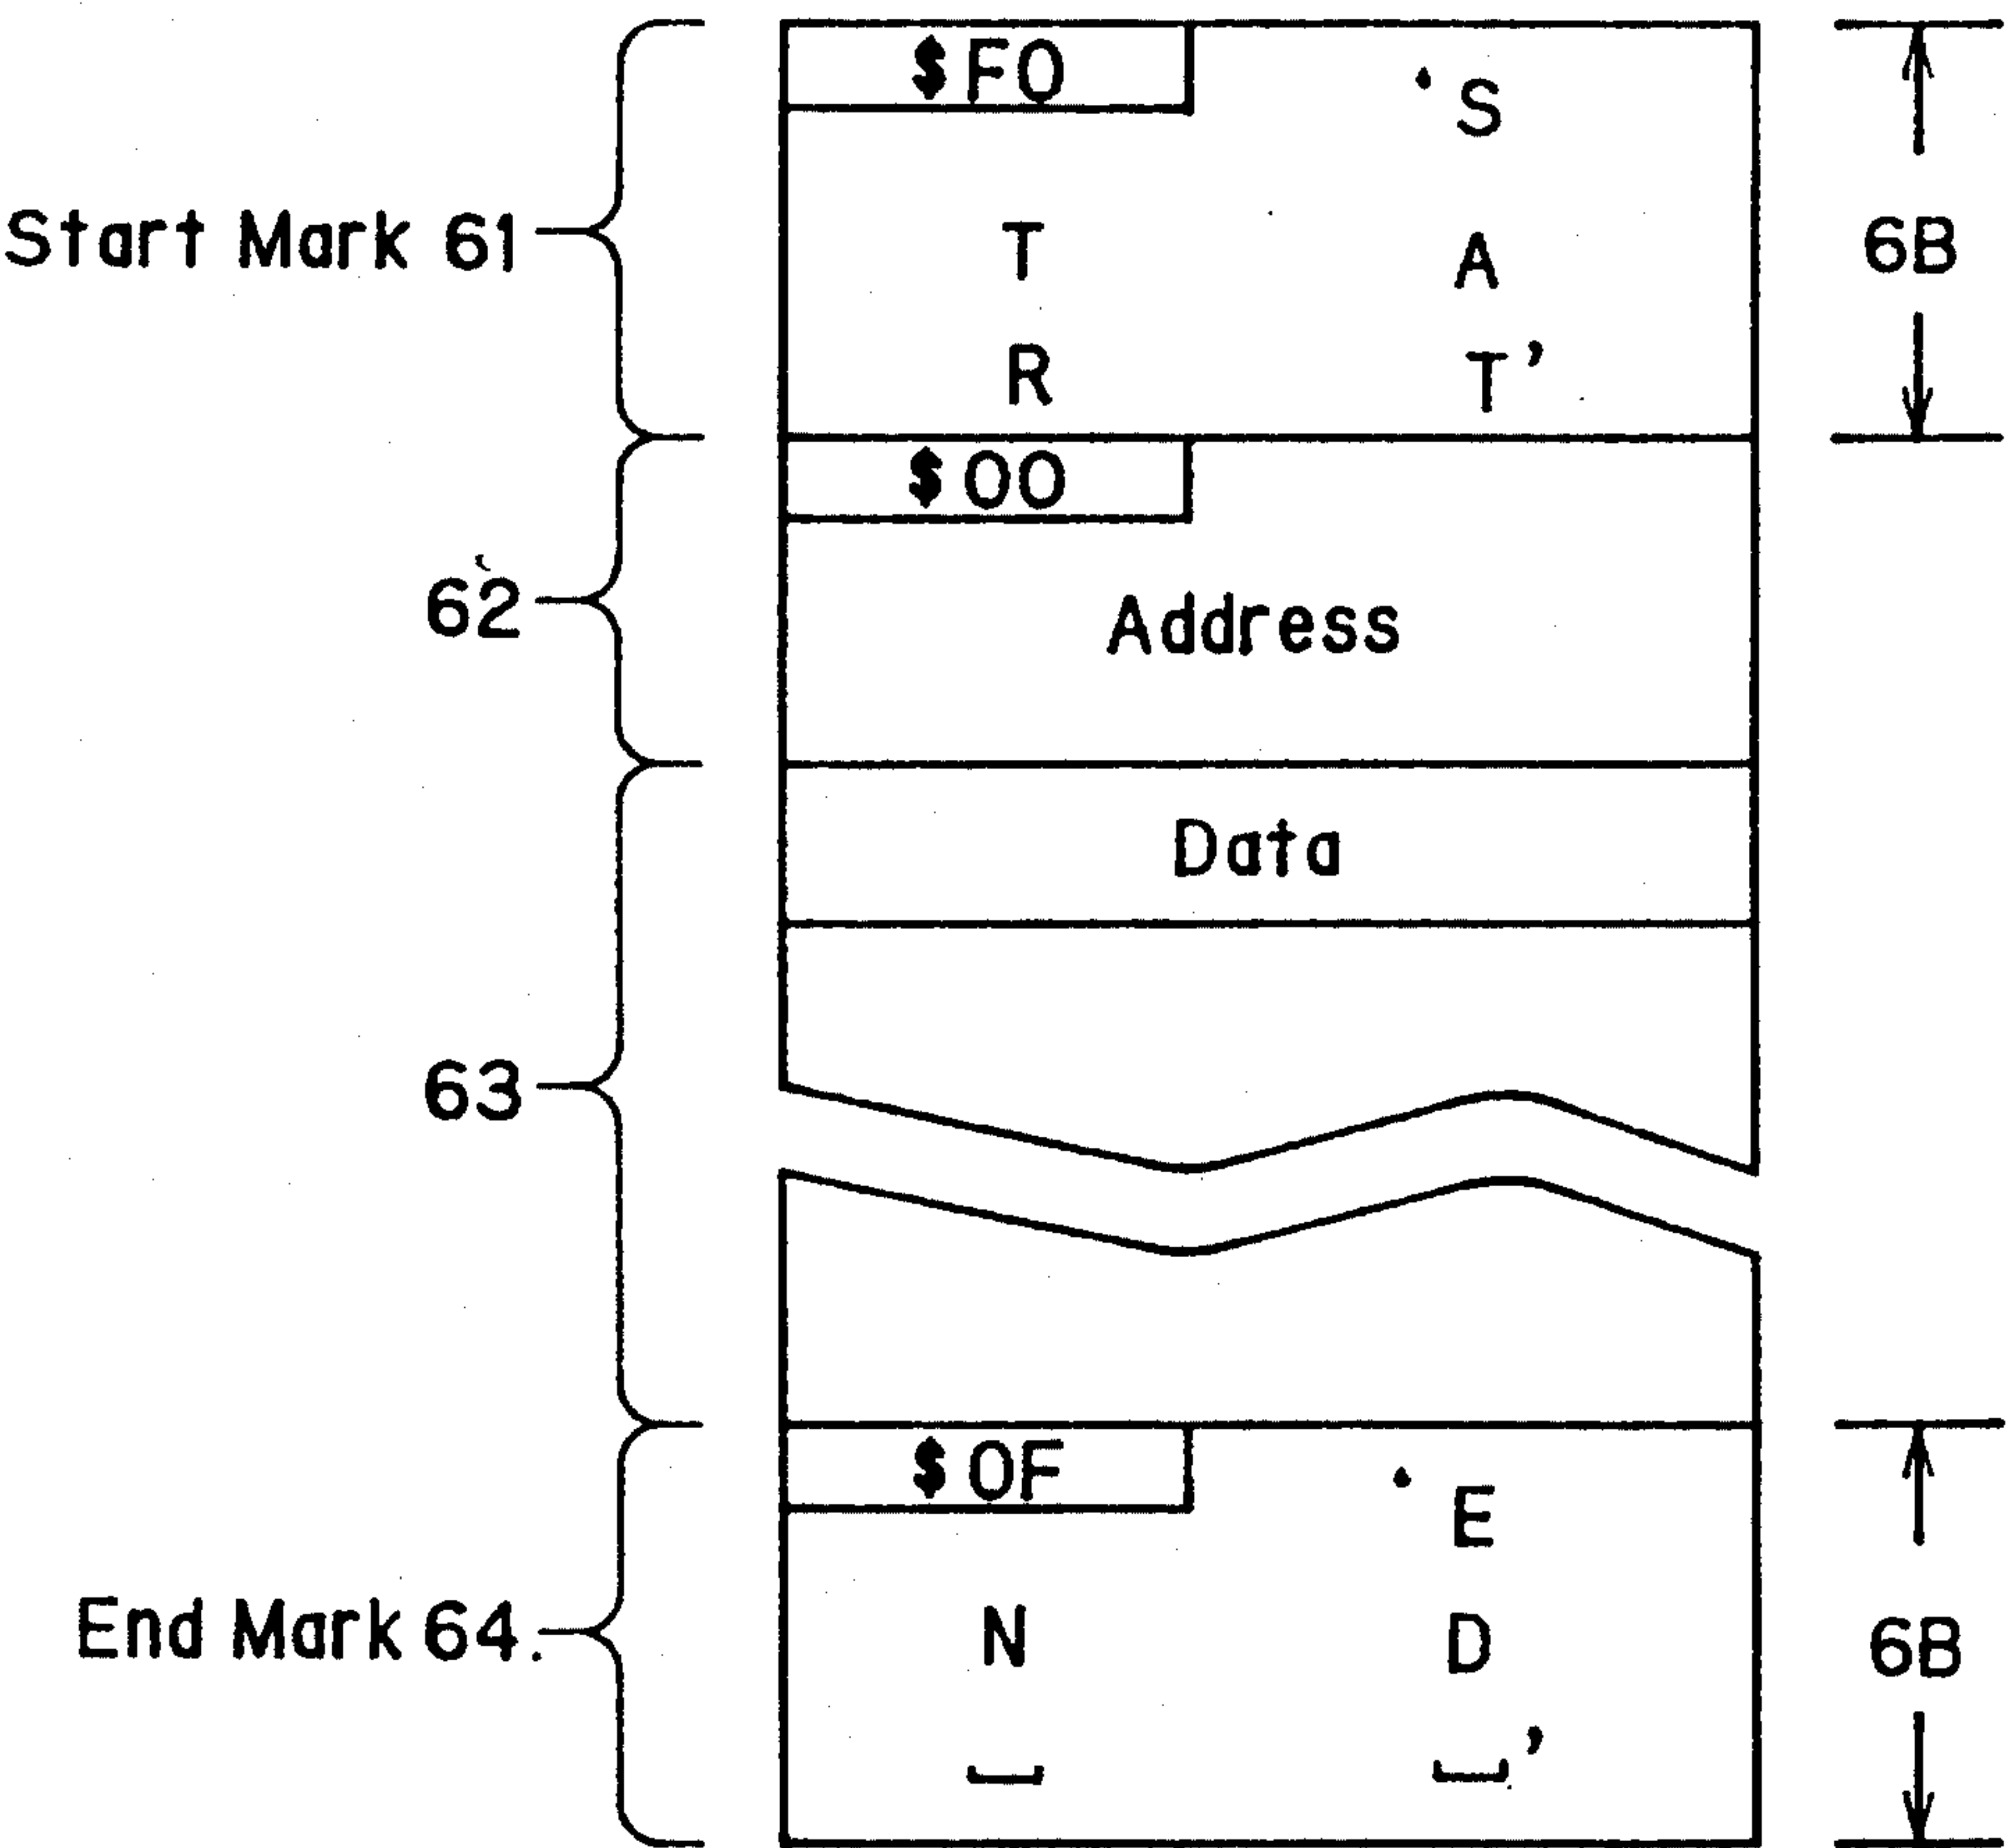 $F0 'S
Start Mark 61 T A 6B
R T'
$00
62 Address
Data
63
$0F 'E
End Mark 64 N D 6B
␣ ␣'